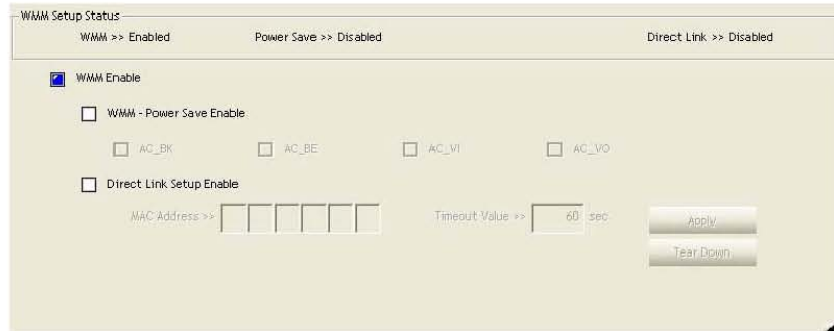 WMM Setup Status
WMM >> Enabled Power Save >> Disabled Direct Link >> Disabled
WMM Enable
WMM - Power Save Enable
AC_BK AC_BE AC_VI AC_VO
Direct Link Setup Enable
MAC Address >> Timeout Value >> 60 sec Apply
Tear Down